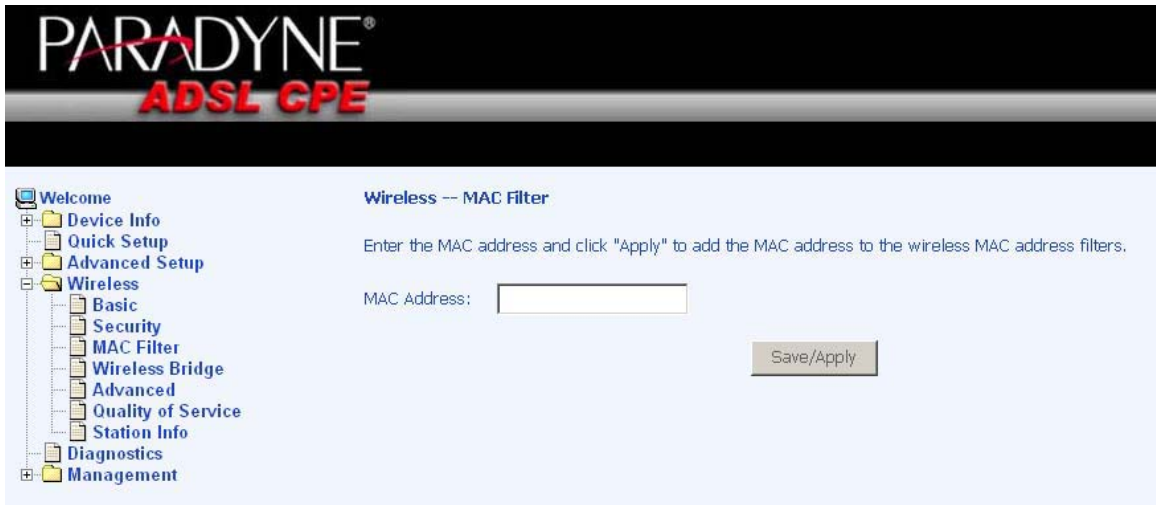 PARADYNE®
ADSL CPE
Welcome
Device Info
Quick Setup
Advanced Setup
Wireless
Basic
Security
MAC Filter
Wireless Bridge
Advanced
Quality of Service
Station Info
Diagnostics
Management
Wireless -- MAC Filter
Enter the MAC address and click "Apply" to add the MAC address to the wireless MAC address filters.
MAC Address:
Save/Apply